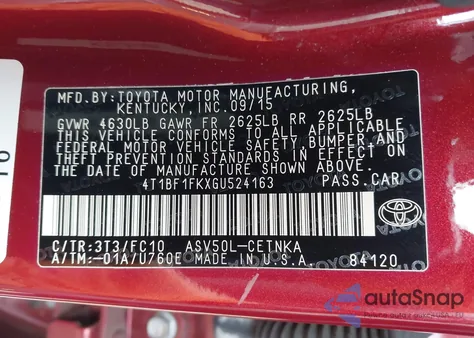 MFD.BY:TOYOTA MOTOR MANUFACTURING,
KENTUCKY, INC. 09/15
GVWR 4630LB GAWR FR 2625LB RR 2625LB
THIS VEHICLE CONFORMS TO ALL APPLICABLE
FEDERAL MOTOR VEHICLE SAFETY, BUMPER, AND
THEFT PREVENTION STANDARDS IN EFFECT ON
THE DATE OF MANUFACTURE SHOWN ABOVE.
4T1BF1FKXGU524163 PASS.CAR
C/TR:3T3/FC10 ASV50L-CETNKA
A/TM:-01A/U760E MADE IN U.S.A. 84120
TOYOTA
autoSnap